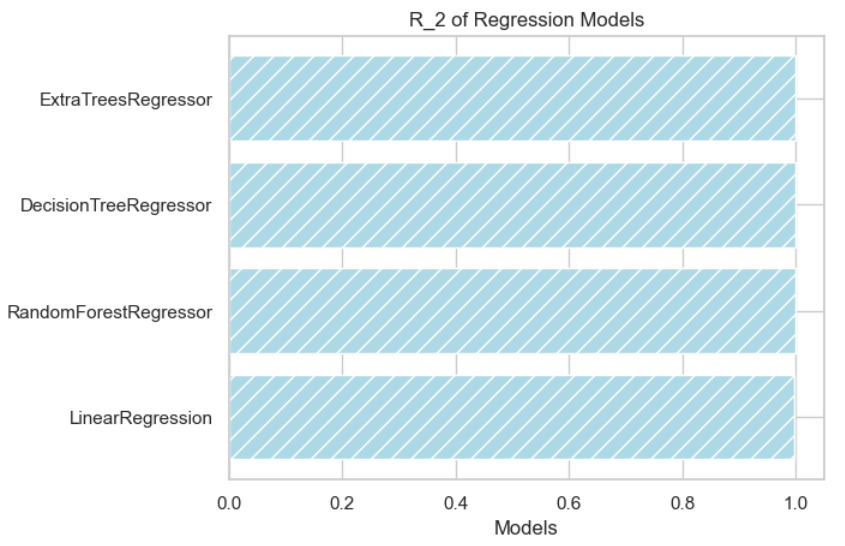 R_2 of Regression Models
ExtraTreesRegressor
DecisionTreeRegressor
RandomForestRegressor
LinearRegression
0.0 0.2 0.4 0.6 0.8 1.0
Models